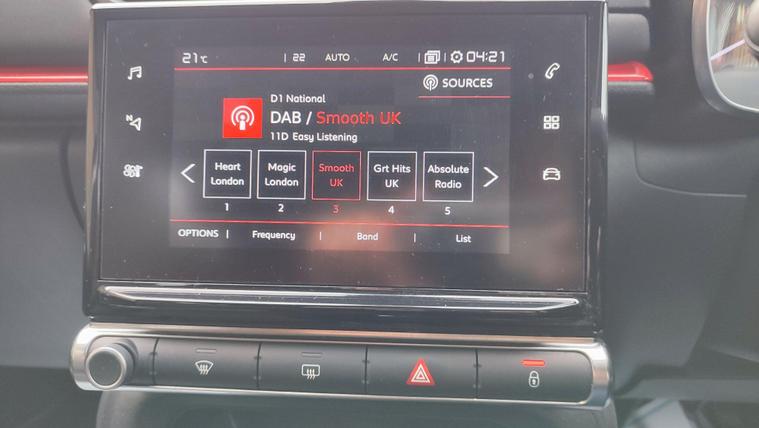 21°c | 22 AUTO A/C | | 04:21
SOURCES
D1 National
DAB / Smooth UK
11D Easy Listening
Heart London
Magic London
Smooth UK
Grt Hits UK
Absolute Radio
1 2 3 4 5
OPTIONS | Frequency | Band | List
N